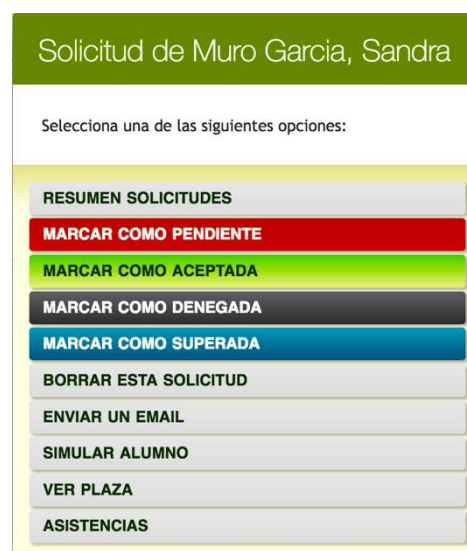 Solicitud de Muro Garcia, Sandra
Selecciona una de las siguientes opciones:
RESUMEN SOLICITUDES
MARCAR COMO PENDIENTE
MARCAR COMO ACEPTADA
MARCAR COMO DENEGADA
MARCAR COMO SUPERADA
BORRAR ESTA SOLICITUD
ENVIAR UN EMAIL
SIMULAR ALUMNO
VER PLAZA
ASISTENCIAS